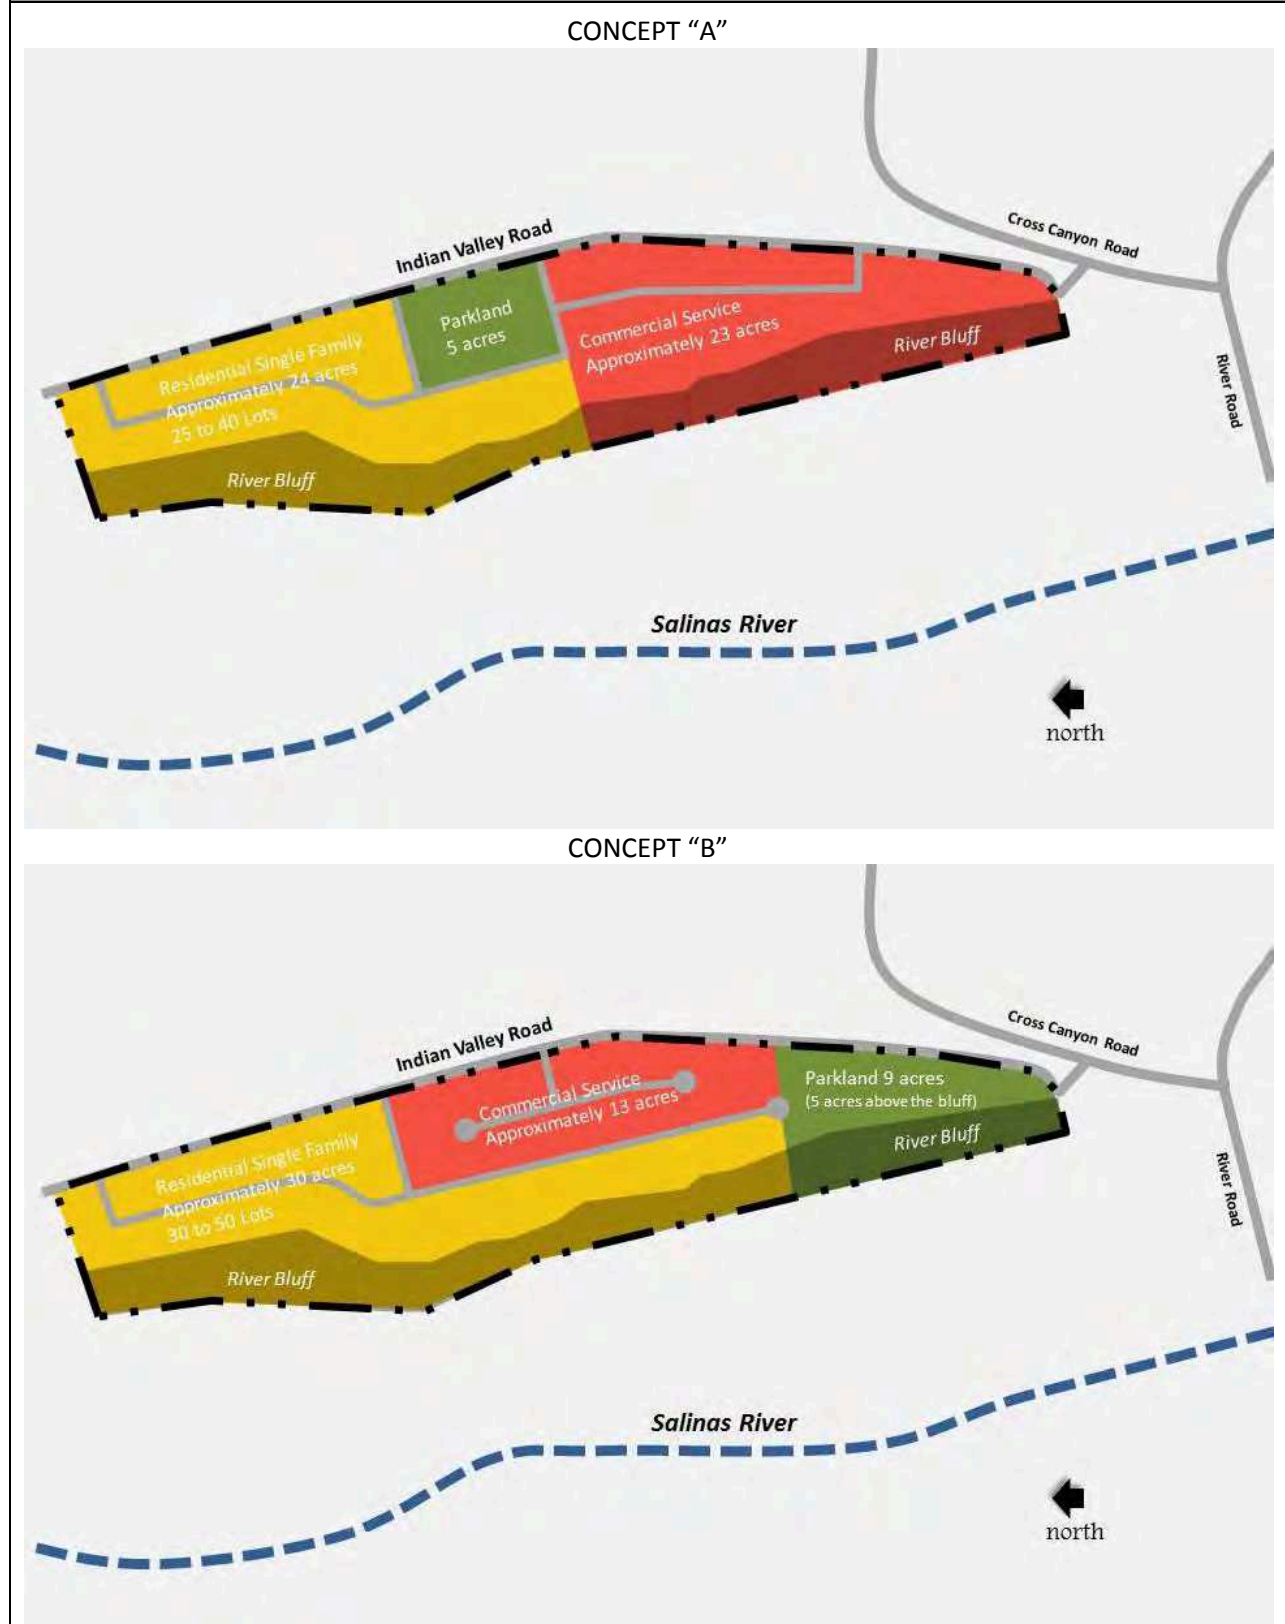 CONCEPT “A”
Cross Canyon Road
Indian Valley Road
Parkland
5 acres
Commercial Service
Approximately 23 acres
River Bluff
Residential Single Family
Approximately 24 acres
25 to 40 Lots
River Road
River Bluff
Salinas River
north
CONCEPT “B”
Cross Canyon Road
Indian Valley Road
Parkland 9 acres
(5 acres above the bluff)
Commercial Service
Approximately 13 acres
River Bluff
Residential Single Family
Approximately 30 acres
30 to 50 Lots
River Road
River Bluff
Salinas River
north